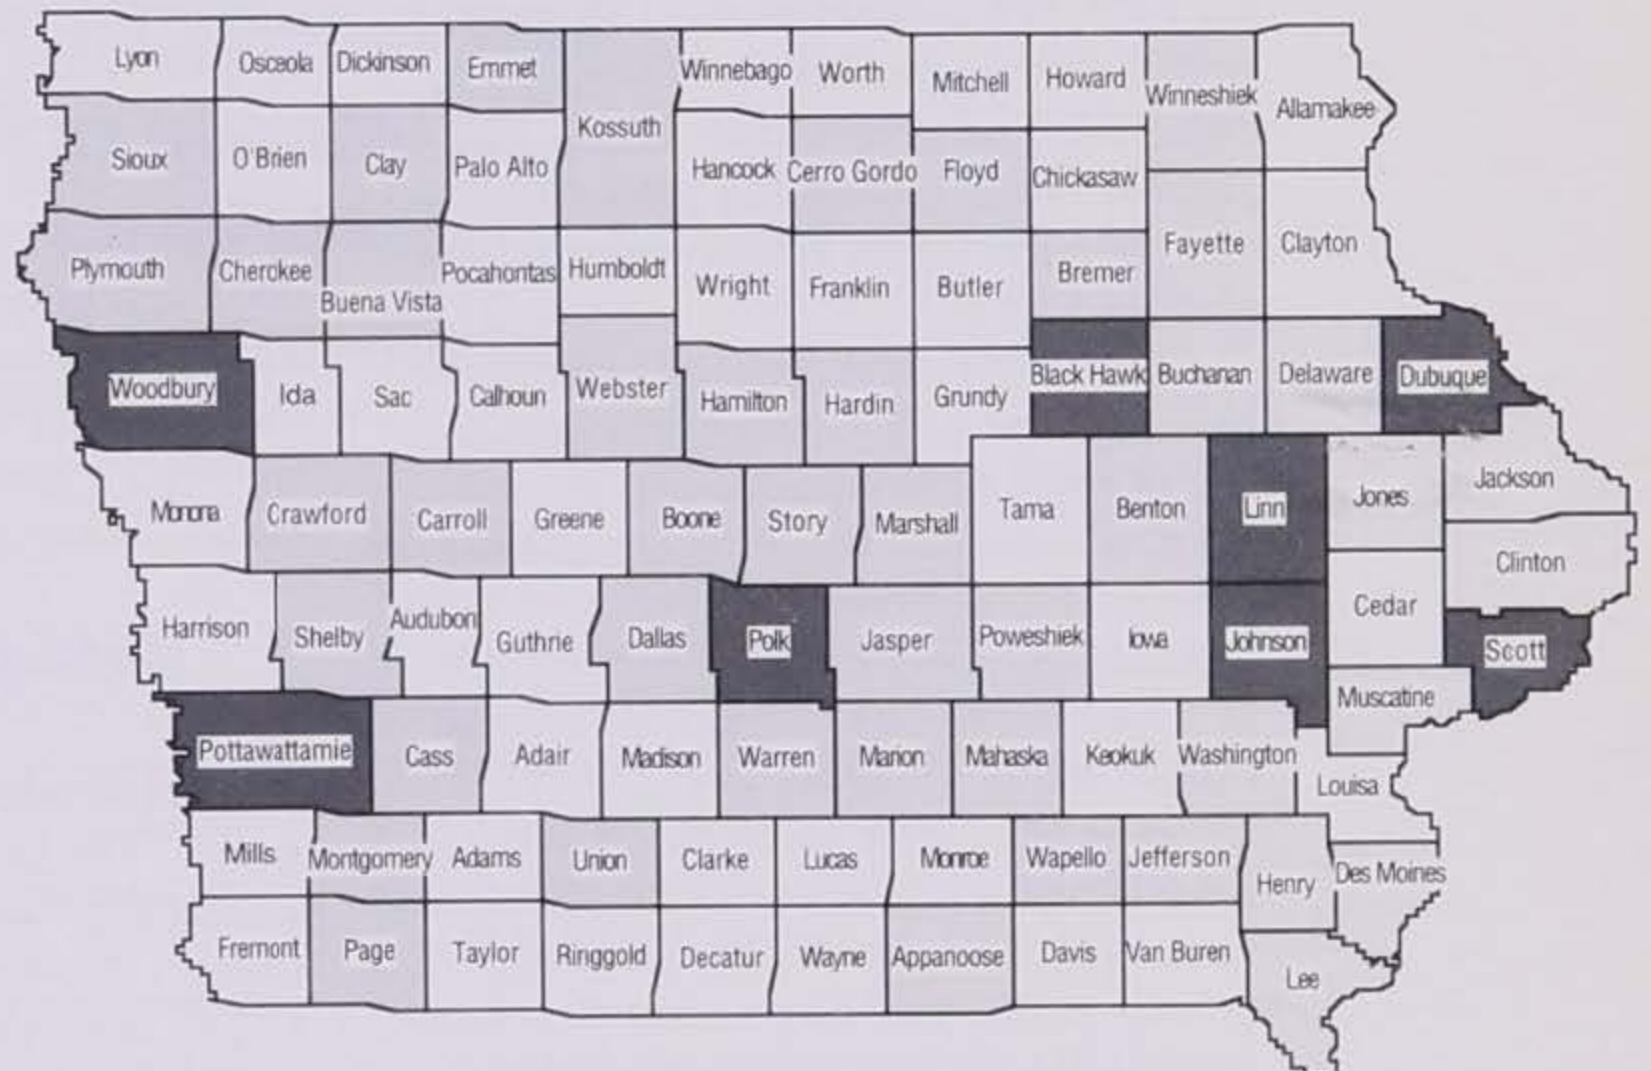 Lyon
Osceola
Dickinson
Emmet
Winnebago
Worth
Mitchell
Howard
Winneshiek
Allamakee
Kossuth
Sioux
O'Brien
Clay
Palo Alto
Hancock
Cerro Gordo
Floyd
Chickasaw
Plymouth
Cherokee
Buena Vista
Pocahontas
Humboldt
Wright
Franklin
Butler
Bremer
Fayette
Clayton
Woodbury
Ida
Sac
Calhoun
Webster
Hamilton
Hardin
Grundy
Black Hawk
Buchanan
Delaware
Dubuque
Monona
Crawford
Carroll
Greene
Boone
Story
Marshall
Tama
Benton
Linn
Jones
Jackson
Clinton
Harrison
Shelby
Audubon
Guthrie
Dallas
Polk
Jasper
Poweshiek
Iowa
Johnson
Cedar
Scott
Muscatine
Pottawattamie
Cass
Adair
Madison
Warren
Marion
Mahaska
Keokuk
Washington
Louisa
Mills
Montgomery
Adams
Union
Clarke
Lucas
Monroe
Wapello
Jefferson
Henry
Des Moines
Fremont
Page
Taylor
Ringgold
Decatur
Wayne
Appanoose
Davis
Van Buren
Lee